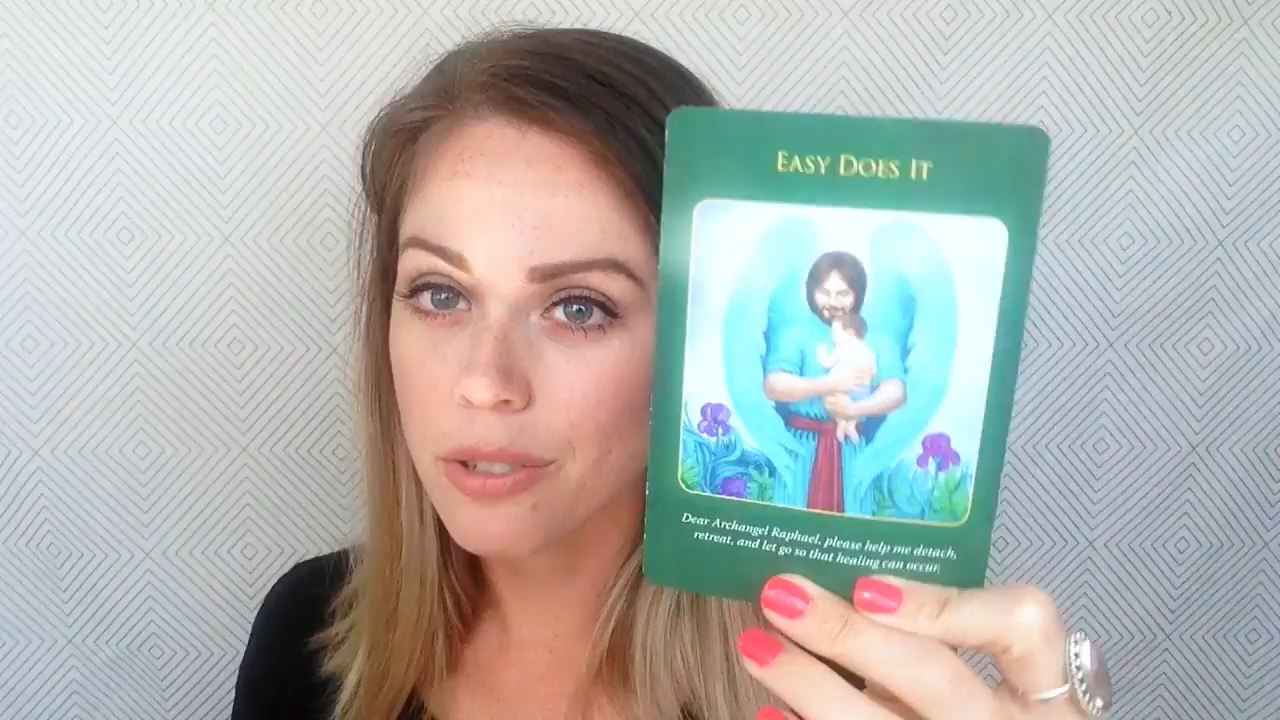 EASY DOES IT
Dear Archangel Raphael, please help me detach,
retreat, and let go so that healing can occur.